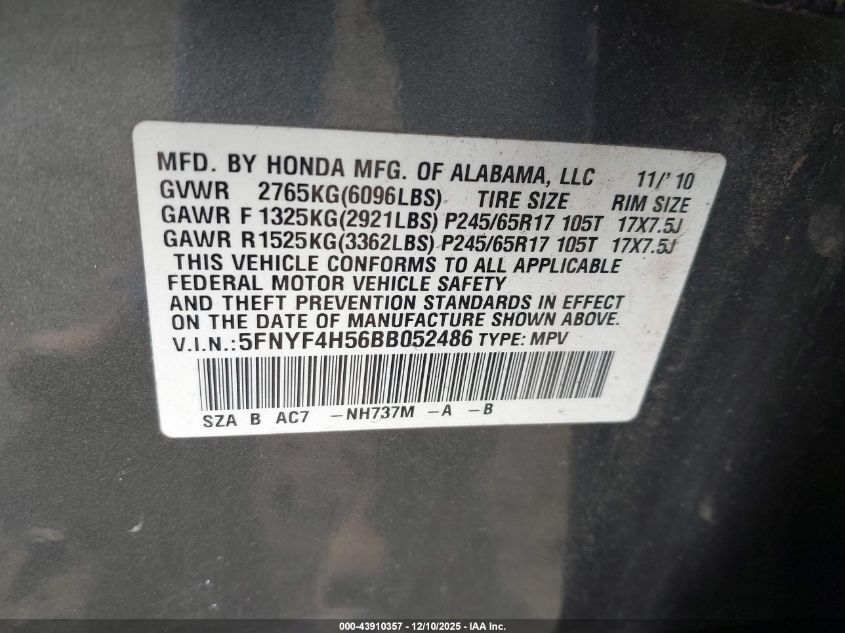 MFD. BY HONDA MFG. OF ALABAMA, LLC 11/'10
GVWR 2765KG(6096LBS) TIRE SIZE RIM SIZE
GAWR F 1325KG(2921LBS) P245/65R17 105T 17X7.5J
GAWR R 1525KG(3362LBS) P245/65R17 105T 17X7.5J
THIS VEHICLE CONFORMS TO ALL APPLICABLE
FEDERAL MOTOR VEHICLE SAFETY
AND THEFT PREVENTION STANDARDS IN EFFECT
ON THE DATE OF MANUFACTURE SHOWN ABOVE.
V.I.N.:5FNYF4H56BB052486 TYPE: MPV
SZA B AC7 -NH737M -A -B
000-43910357 - 12/10/2025 - IAA Inc.